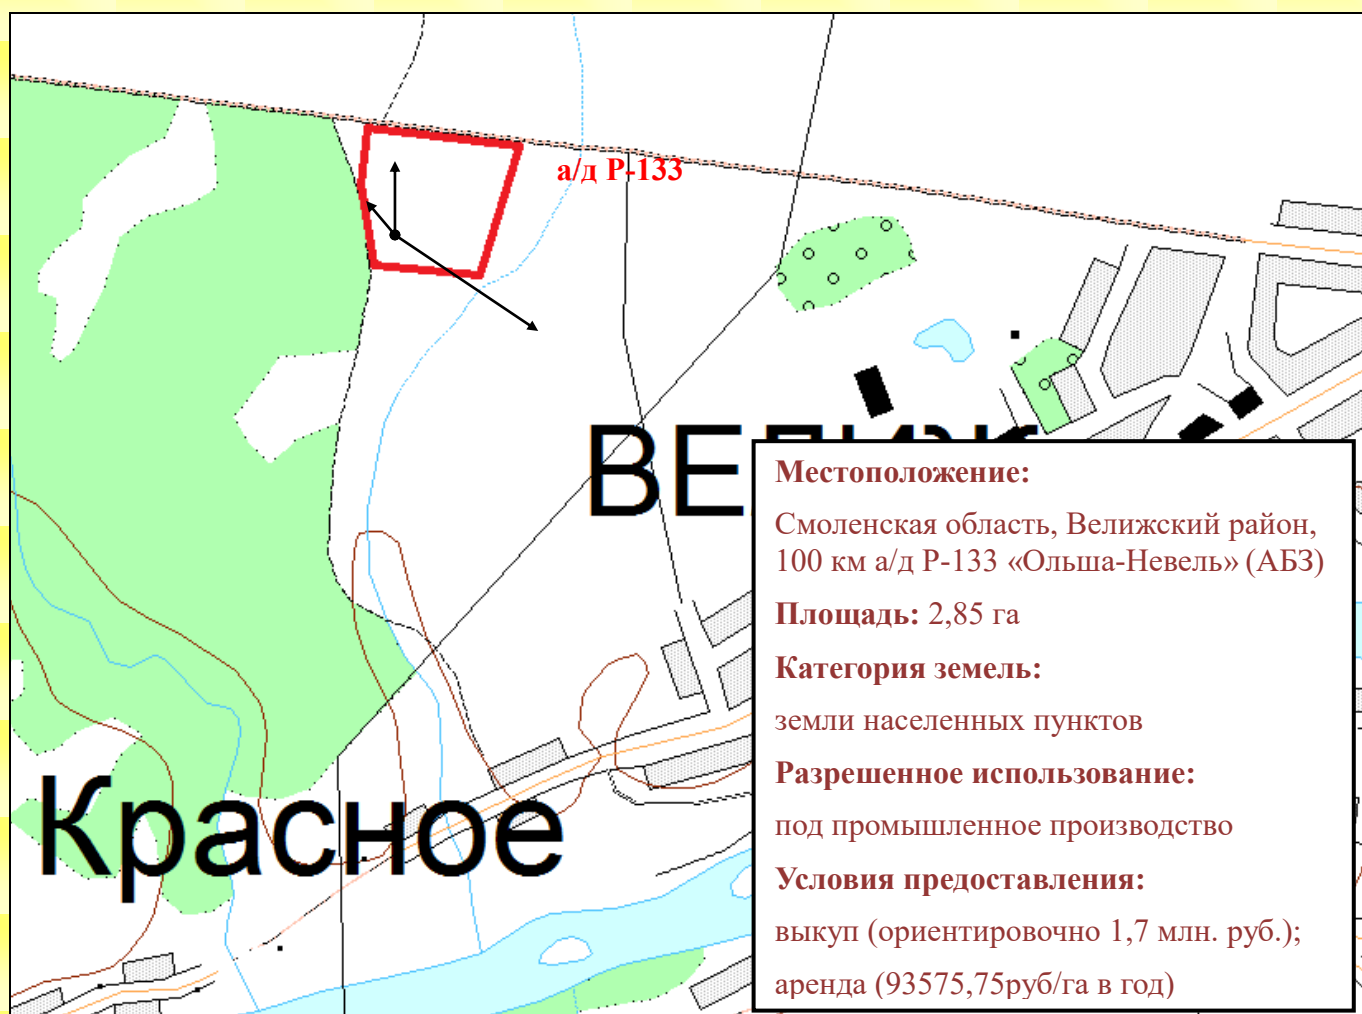 а/д Р-133
ВЕЛИЖ
Местоположение:
Смоленская область, Велижский район,
100 км а/д Р-133 «Ольша-Невель» (АБЗ)
Площадь: 2,85 га
Категория земель:
земли населенных пунктов
Разрешенное использование:
под промышленное производство
Условия предоставления:
выкуп (ориентировочно 1,7 млн. руб.);
аренда (93575,75руб/га в год)
Красное